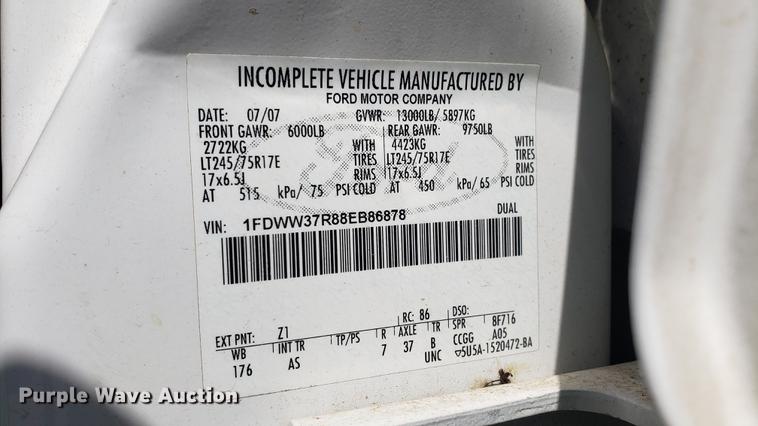 INCOMPLETE VEHICLE MANUFACTURED BY
FORD MOTOR COMPANY
DATE: 07/07 GVWR: 13000LB/ 5897KG
FRONT GAWR: 6000LB REAR GAWR: 9750LB
2722KG WITH 4423KG WITH
LT245/75R17E TIRES LT245/75R17E TIRES
17x6.5J RIMS 17x6.5J RIMS
AT 515 kPa/ 75 PSI COLD AT 450 kPa/ 65 PSI COLD
VIN: 1FDWW37R88EB86878 DUAL
RC: 86 DSO:
EXT PNT: Z1
WB INT TR TP/PS R AXLE TR SPR 8F716
176 AS 7 37 B CCGG A05
UNC 5U5A-1520472-BA
Purple Wave Auction